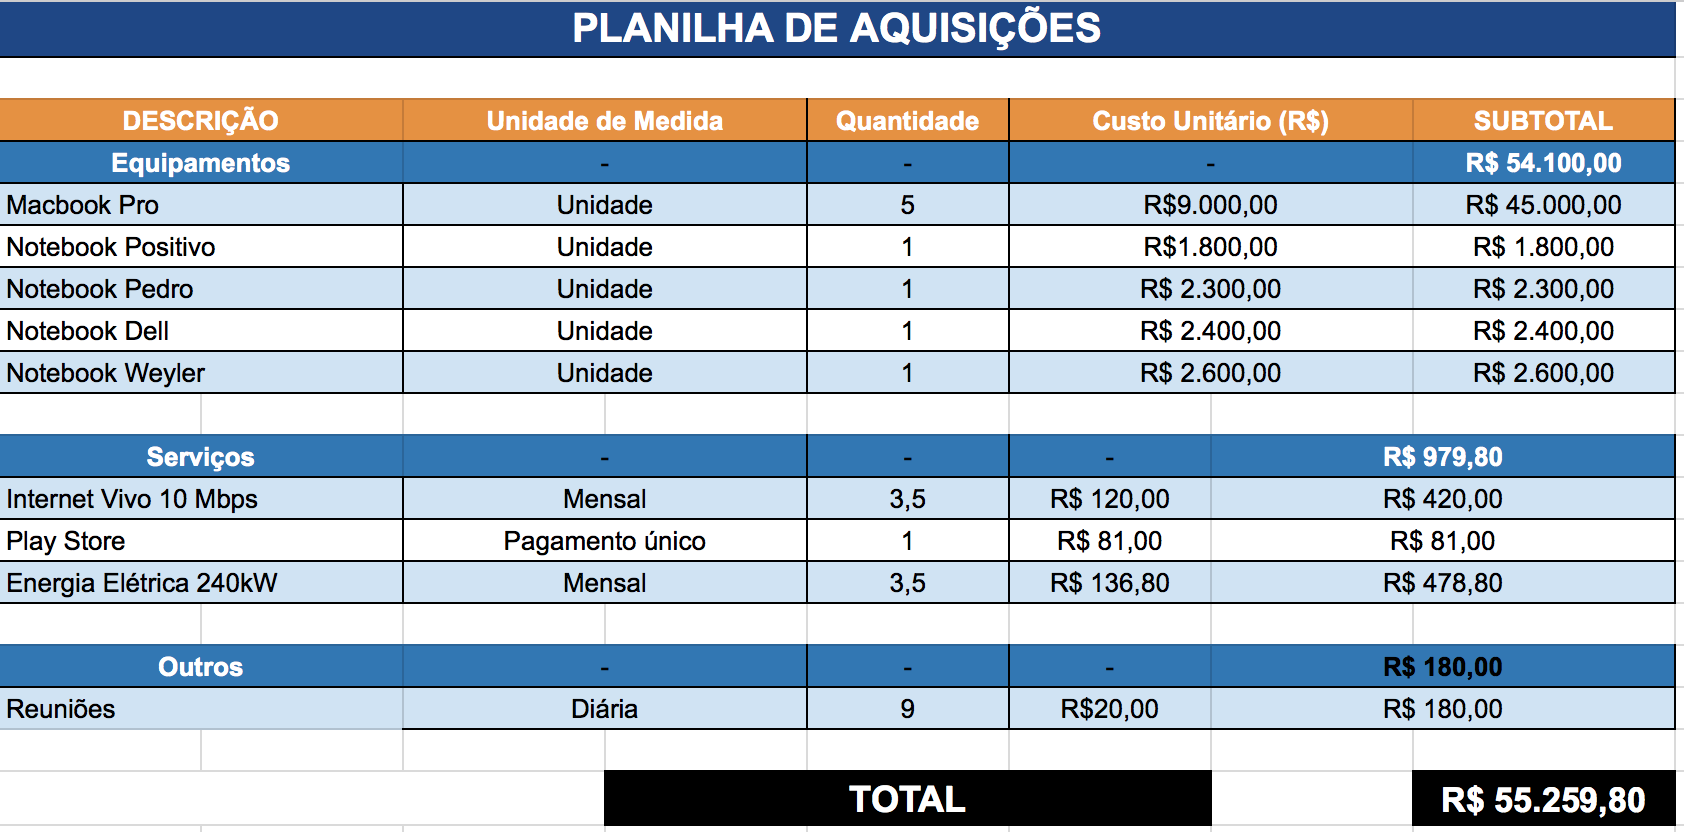 PLANILHA DE AQUISIÇÕES
DESCRIÇÃO Unidade de Medida Quantidade Custo Unitário (R$) SUBTOTAL
Equipamentos - - - R$ 54.100,00
Macbook Pro Unidade 5 R$9.000,00 R$ 45.000,00
Notebook Positivo Unidade 1 R$1.800,00 R$ 1.800,00
Notebook Pedro Unidade 1 R$ 2.300,00 R$ 2.300,00
Notebook Dell Unidade 1 R$ 2.400,00 R$ 2.400,00
Notebook Weyler Unidade 1 R$ 2.600,00 R$ 2.600,00
Serviços - - - R$ 979,80
Internet Vivo 10 Mbps Mensal 3,5 R$ 120,00 R$ 420,00
Play Store Pagamento único 1 R$ 81,00 R$ 81,00
Energia Elétrica 240kW Mensal 3,5 R$ 136,80 R$ 478,80
Outros - - - R$ 180,00
Reuniões Diária 9 R$20,00 R$ 180,00
TOTAL R$ 55.259,80